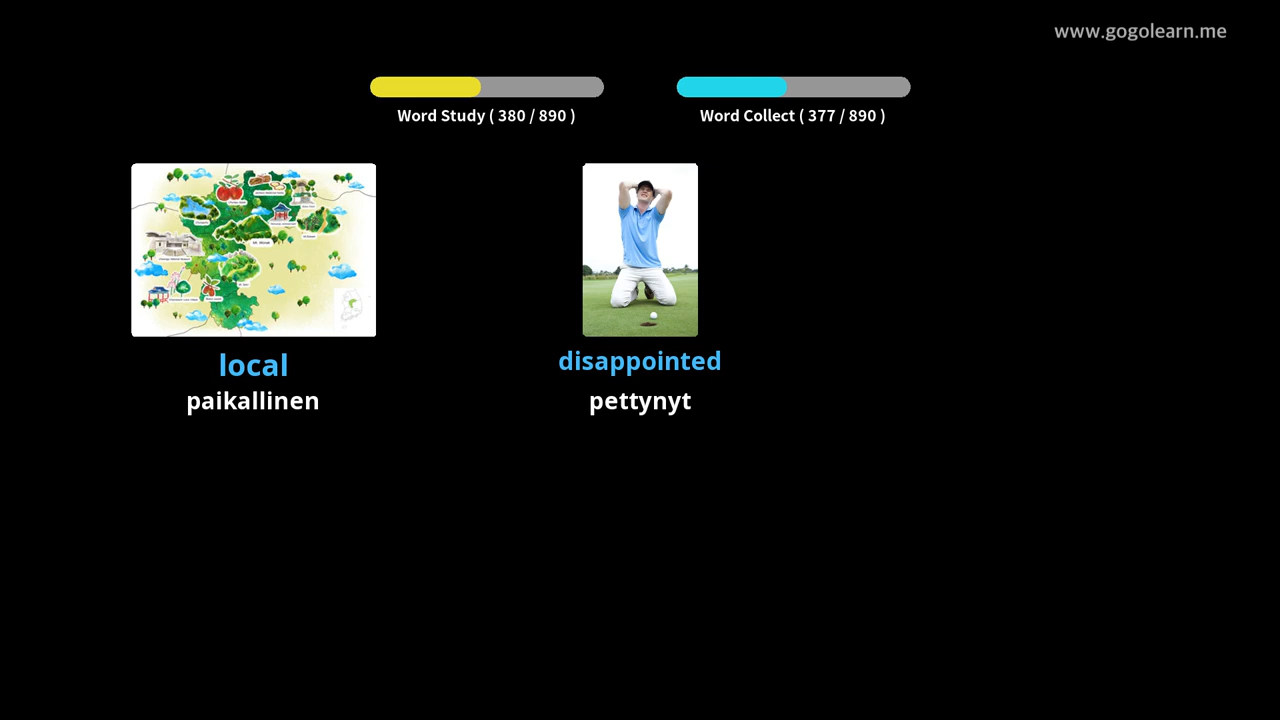 www.gogolearn.me
Word Study ( 380 / 890 )
Word Collect ( 377 / 890 )
local
paikallinen
disappointed
pettynyt